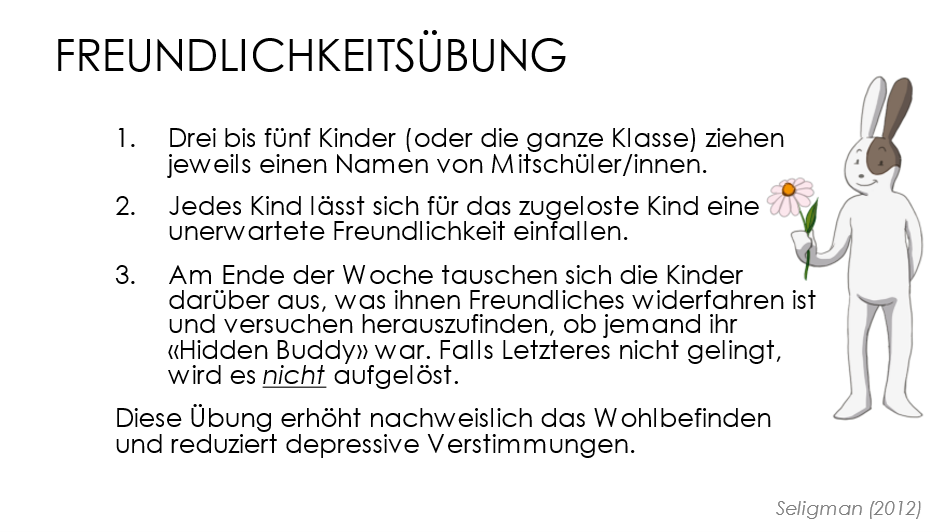 FREUNDLICHKEITSÜBUNG
1. Drei bis fünf Kinder (oder die ganze Klasse) ziehen
jeweils einen Namen von Mitschüler/innen.
2. Jedes Kind lässt sich für das zugeloste Kind eine
unerwartete Freundlichkeit einfallen.
3. Am Ende der Woche tauschen sich die Kinder
darüber aus, was ihnen Freundliches widerfahren ist
und versuchen herauszufinden, ob jemand ihr
«Hidden Buddy» war. Falls Letzteres nicht gelingt,
wird es nicht aufgelöst.
Diese Übung erhöht nachweislich das Wohlbefinden
und reduziert depressive Verstimmungen.
Seligman (2012)